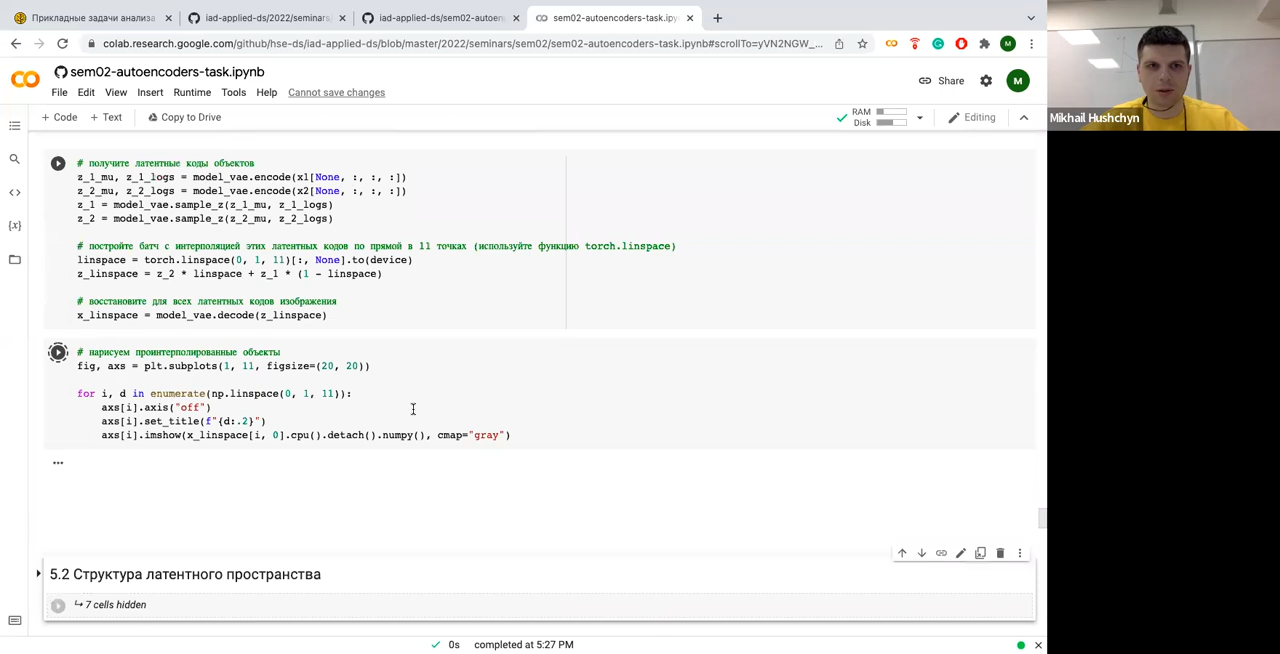 Прикладные задачи анализа
iad-applied-ds/2022/seminars/
iad-applied-ds/sem02-autoenc
sem02-autoencoders-task.ipyn
colab.research.google.com/github/hse-ds/iad-applied-ds/blob/master/2022/seminars/sem02/sem02-autoencoders-task.ipynb#scrollTo=yVN2NGW_...
M
sem02-autoencoders-task.ipynb
File Edit View Insert Runtime Tools Help Cannot save changes
Share
M
+ Code + Text Copy to Drive
RAM
Disk
Editing
Mikhail Hushchyn
# получите латентные коды объектов
z_1_mu, z_1_logs = model_vae.encode(x1[None, :, :, :])
z_2_mu, z_2_logs = model_vae.encode(x2[None, :, :, :])
z_1 = model_vae.sample_z(z_1_mu, z_1_logs)
z_2 = model_vae.sample_z(z_2_mu, z_2_logs)
# постройте батч с интерполяцией этих латентных кодов по прямой в 11 точках (используйте функцию torch.linspace)
linspace = torch.linspace(0, 1, 11)[:, None].to(device)
z_linspace = z_2 * linspace + z_1 * (1 - linspace)
# восстановите для всех латентных кодов изображения
x_linspace = model_vae.decode(z_linspace)
# нарисуем проинтерполированные объекты
fig, axs = plt.subplots(1, 11, figsize=(20, 20))
for i, d in enumerate(np.linspace(0, 1, 11)):
axs[i].axis("off")
axs[i].set_title(f"{d:.2}")
axs[i].imshow(x_linspace[i, 0].cpu().detach().numpy(), cmap="gray")
...
5.2 Структура латентного пространства
↳ 7 cells hidden
0s completed at 5:27 PM